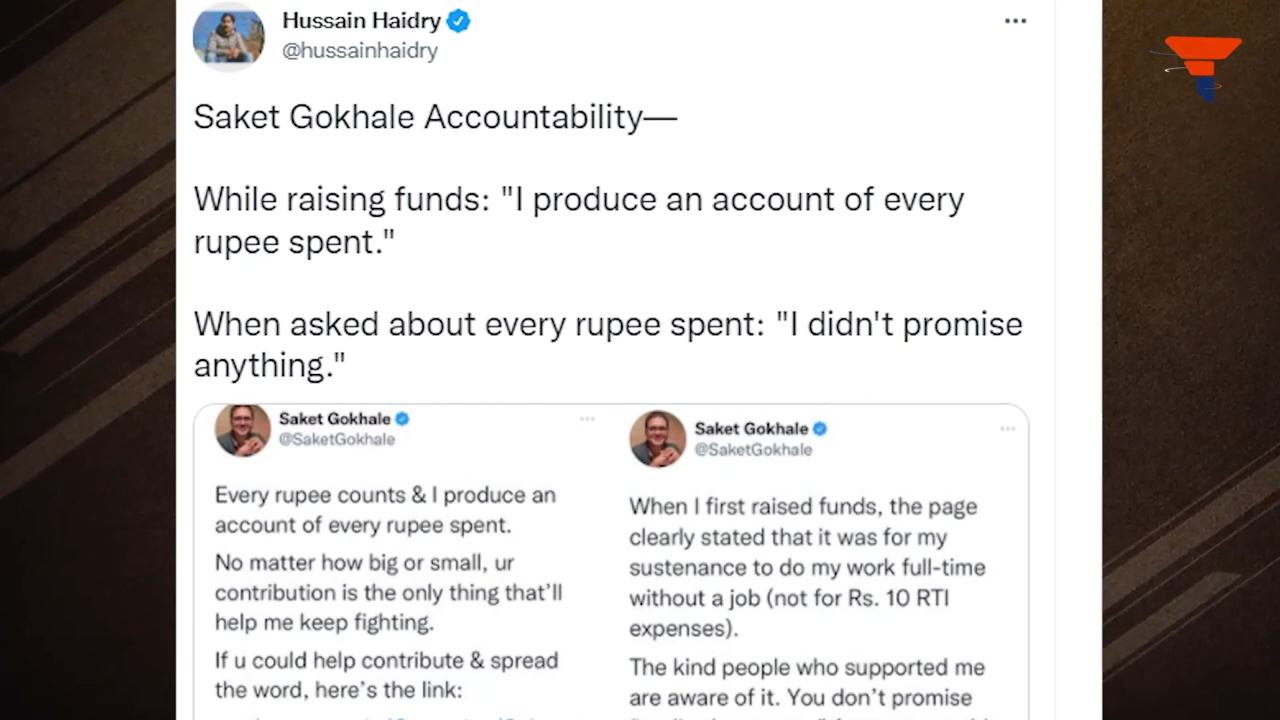 Hussain Haidry
@hussainhaidry
Saket Gokhale Accountability—
While raising funds: "I produce an account of every
rupee spent."
When asked about every rupee spent: "I didn't promise
anything."
Saket Gokhale
@SaketGokhale
Every rupee counts & I produce an
account of every rupee spent.
No matter how big or small, ur
contribution is the only thing that'll
help me keep fighting.
If u could help contribute & spread
the word, here's the link:
Saket Gokhale
@SaketGokhale
When I first raised funds, the page
clearly stated that it was for my
sustenance to do my work full-time
without a job (not for Rs. 10 RTI
expenses).
The kind people who supported me
are aware of it. You don't promise